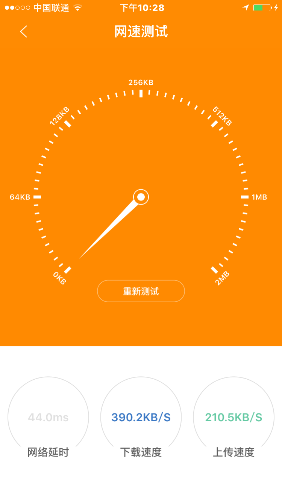 中国联通 下午10:28
网速测试
256KB
128KB 512KB
64KB 1MB
0KB 2MB
重新测试
44.0ms 390.2KB/S 210.5KB/S
网络延时 下载速度 上传速度